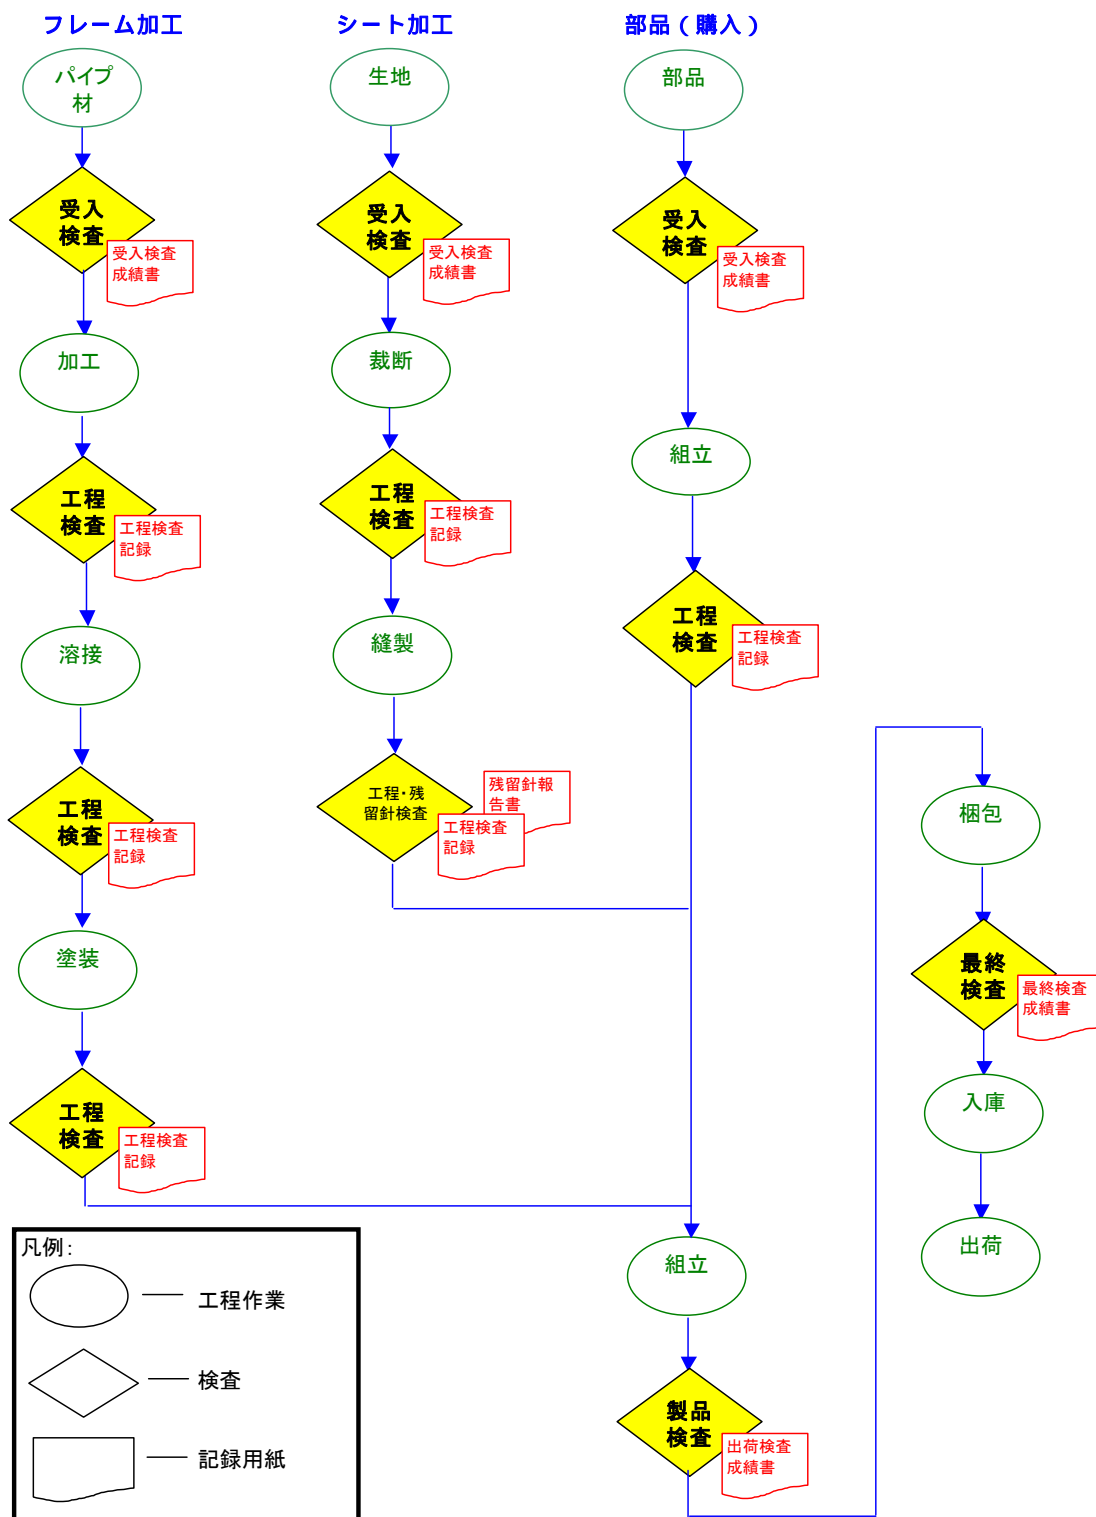 フレーム加工
パイプ
材
受入
検査
受入検査
成績書
加工
工程
検査
工程検査
記録
溶接
工程
検査
工程検査
記録
塗装
工程
検査
工程検査
記録
シート加工
生地
受入
検査
受入検査
成績書
裁断
工程
検査
工程検査
記録
縫製
工程・残
留針検査
残留針報
告書
工程検査
記録
部品（購入）
部品
受入
検査
受入検査
成績書
組立
工程
検査
工程検査
記録
組立
製品
検査
出荷検査
成績書
梱包
最終
検査
最終検査
成績書
入庫
出荷
凡例：
工程作業
検査
記録用紙